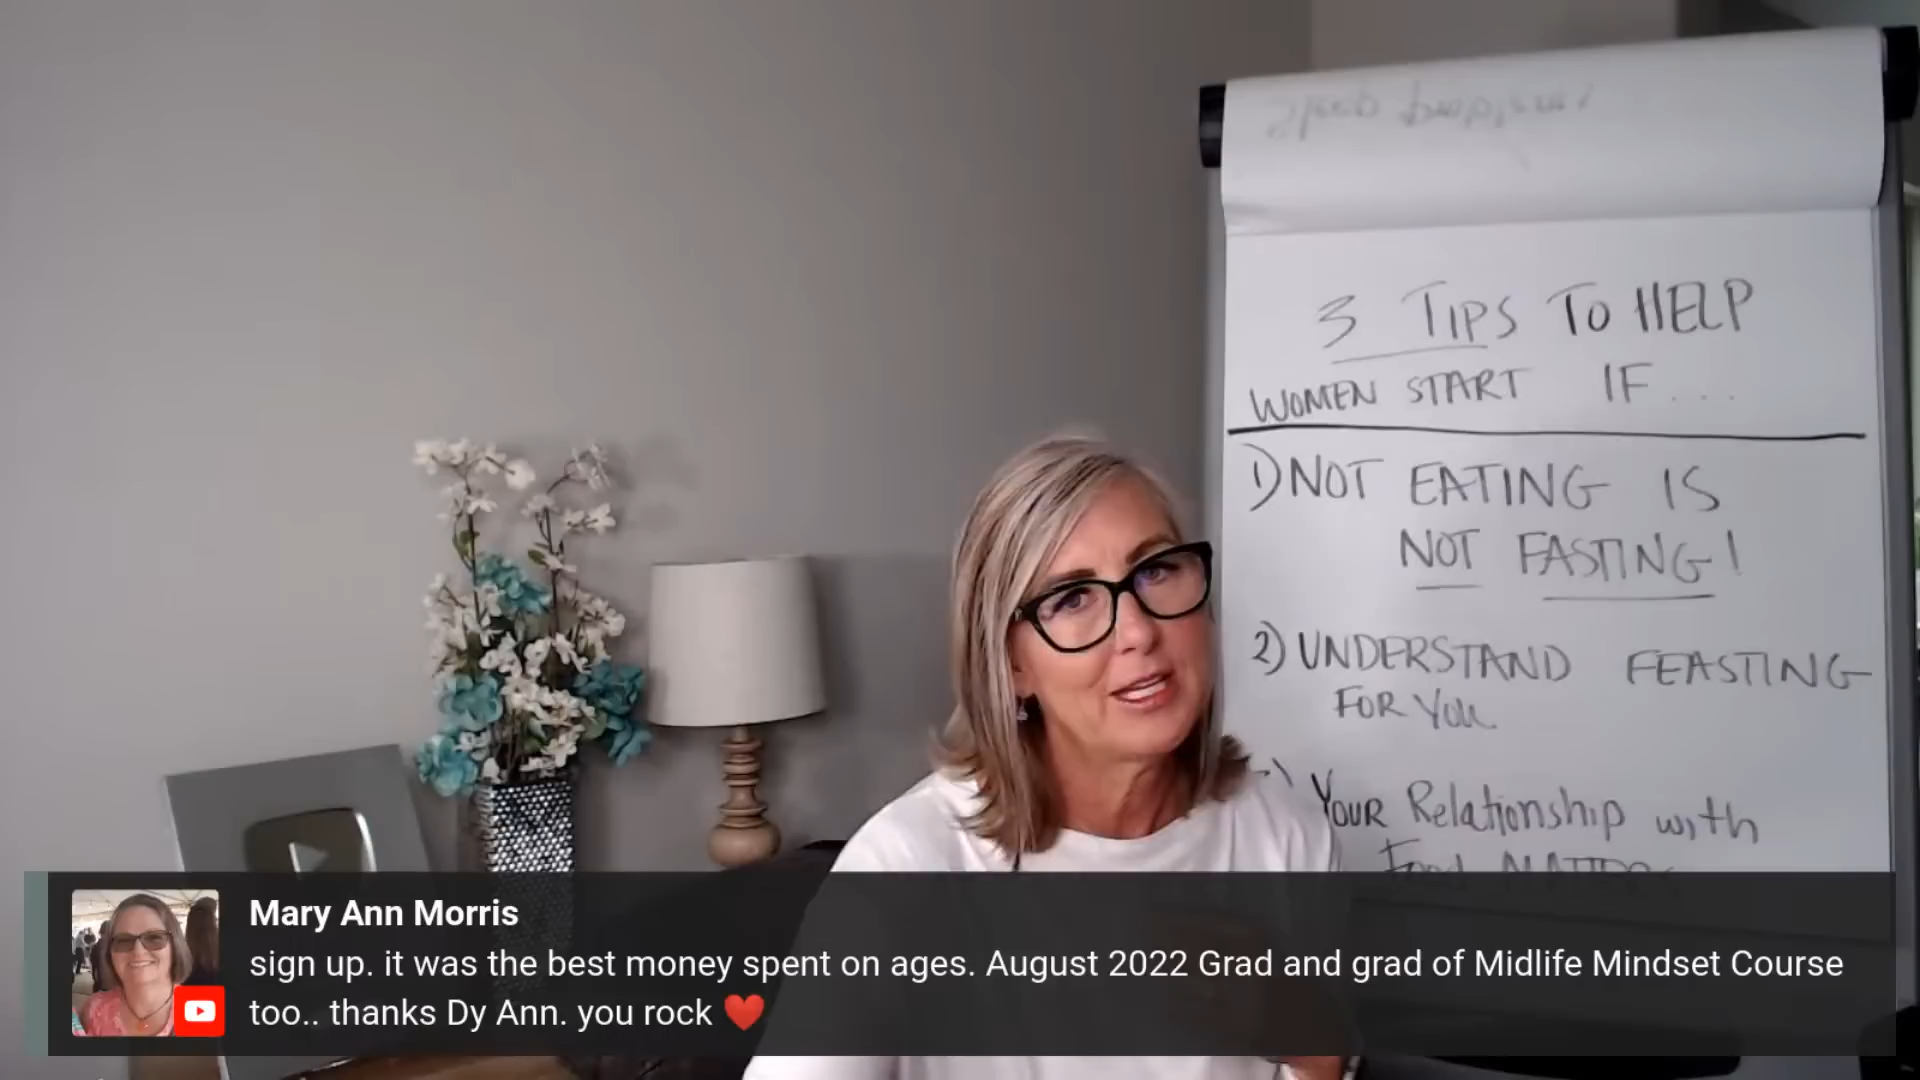 3 TIPS TO HELP
WOMEN START IF...
1) NOT EATING IS
NOT FASTING!
2) UNDERSTAND FEASTING
FOR YOU
YOUR Relationship with
Food MATTERS
Mary Ann Morris
sign up. it was the best money spent on ages. August 2022 Grad and grad of Midlife Mindset Course
too.. thanks Dy Ann. you rock ❤️